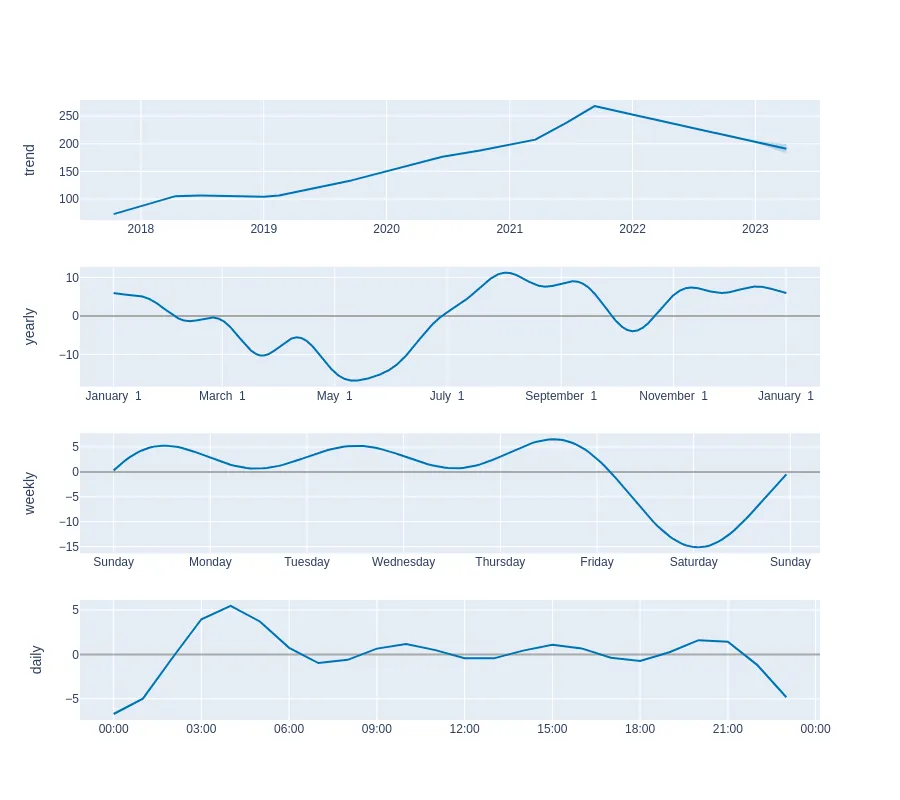 trend
250
200
150
100
2018 2019 2020 2021 2022 2023
yearly
10
0
−10
January 1 March 1 May 1 July 1 September 1 November 1 January 1
weekly
5
0
−5
−10
−15
Sunday Monday Tuesday Wednesday Thursday Friday Saturday Sunday
daily
5
0
−5
00:00 03:00 06:00 09:00 12:00 15:00 18:00 21:00 00:00